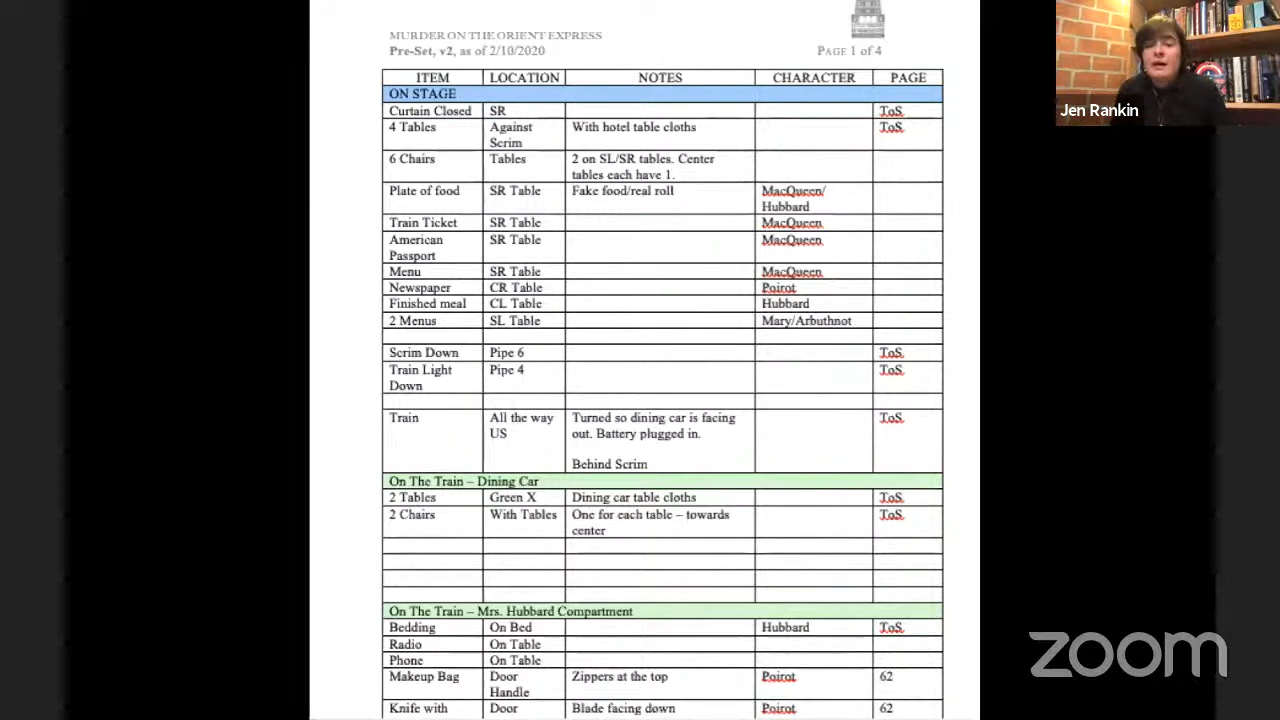 MURDER ON THE ORIENT EXPRESS
Pre-Set, v2, as of 2/10/2020 PAGE 1 of 4
ITEM LOCATION NOTES CHARACTER PAGE
ON STAGE
Curtain Closed SR ToS
4 Tables Against Scrim With hotel table cloths ToS
6 Chairs Tables 2 on SL/SR tables. Center tables each have 1.
Plate of food SR Table Fake food/real roll MacQueen/ Hubbard
Train Ticket SR Table MacQueen
American Passport SR Table MacQueen
Menu SR Table MacQueen
Newspaper CR Table Poirot
Finished meal CL Table Hubbard
2 Menus SL Table Mary/Arbuthnot
Scrim Down Pipe 6 ToS
Train Light Down Pipe 4 ToS
Train All the way US Turned so dining car is facing out. Battery plugged in. ToS
Behind Scrim
On The Train – Dining Car
2 Tables Green X Dining car table cloths ToS
2 Chairs With Tables One for each table – towards center ToS
On The Train – Mrs. Hubbard Compartment
Bedding On Bed Hubbard ToS
Radio On Table
Phone On Table
Makeup Bag Door Handle Zippers at the top Poirot 62
Knife with Door Blade facing down Poirot 62
Jen Rankin
zoom